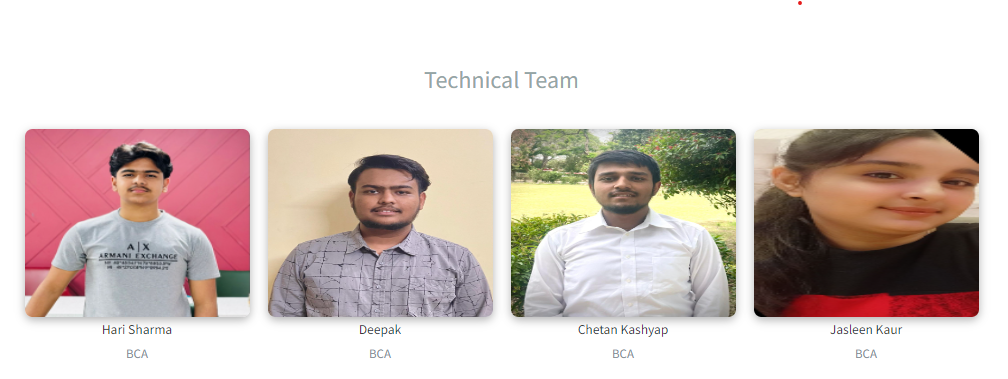 Technical Team
A|X
ARMANI EXCHANGE
Hari Sharma
Deepak
Chetan Kashyap
Jasleen Kaur
BCA
BCA
BCA
BCA